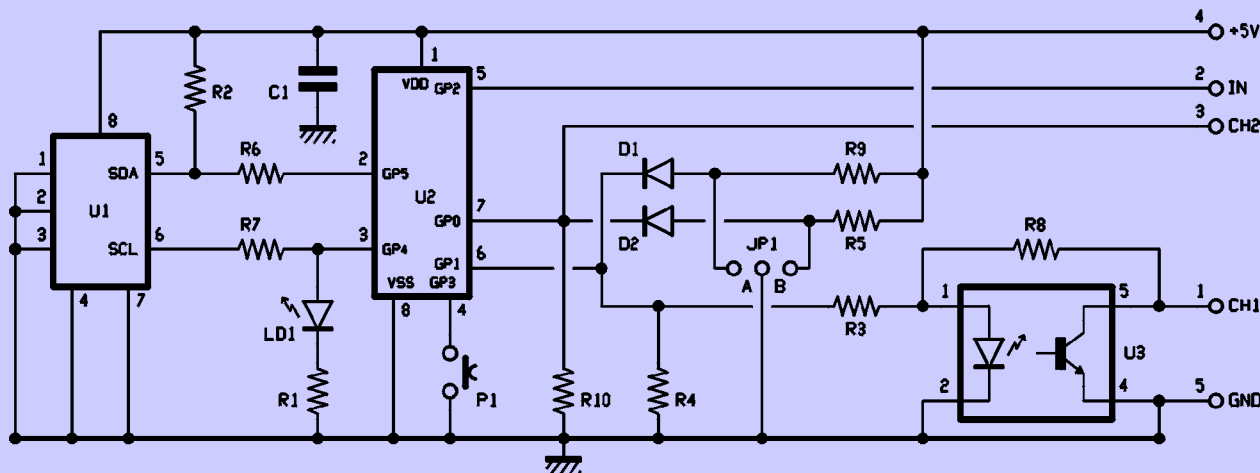 4 +5V
1
VDD
5
GP2
2 IN
R2
C1
3 CH2
8
1
5
R6
2
D1
R9
SDA
GP5
2
U1
U2
7
GP0
R7
D2
R5
3
6
3
JP1
R8
SCL
GP4
6
GP1
A B
VSS GP3
4
7
8
4
LD1
R3
1
5
1 CH1
U3
R1
P1
R10
R4
2
4
5 GND